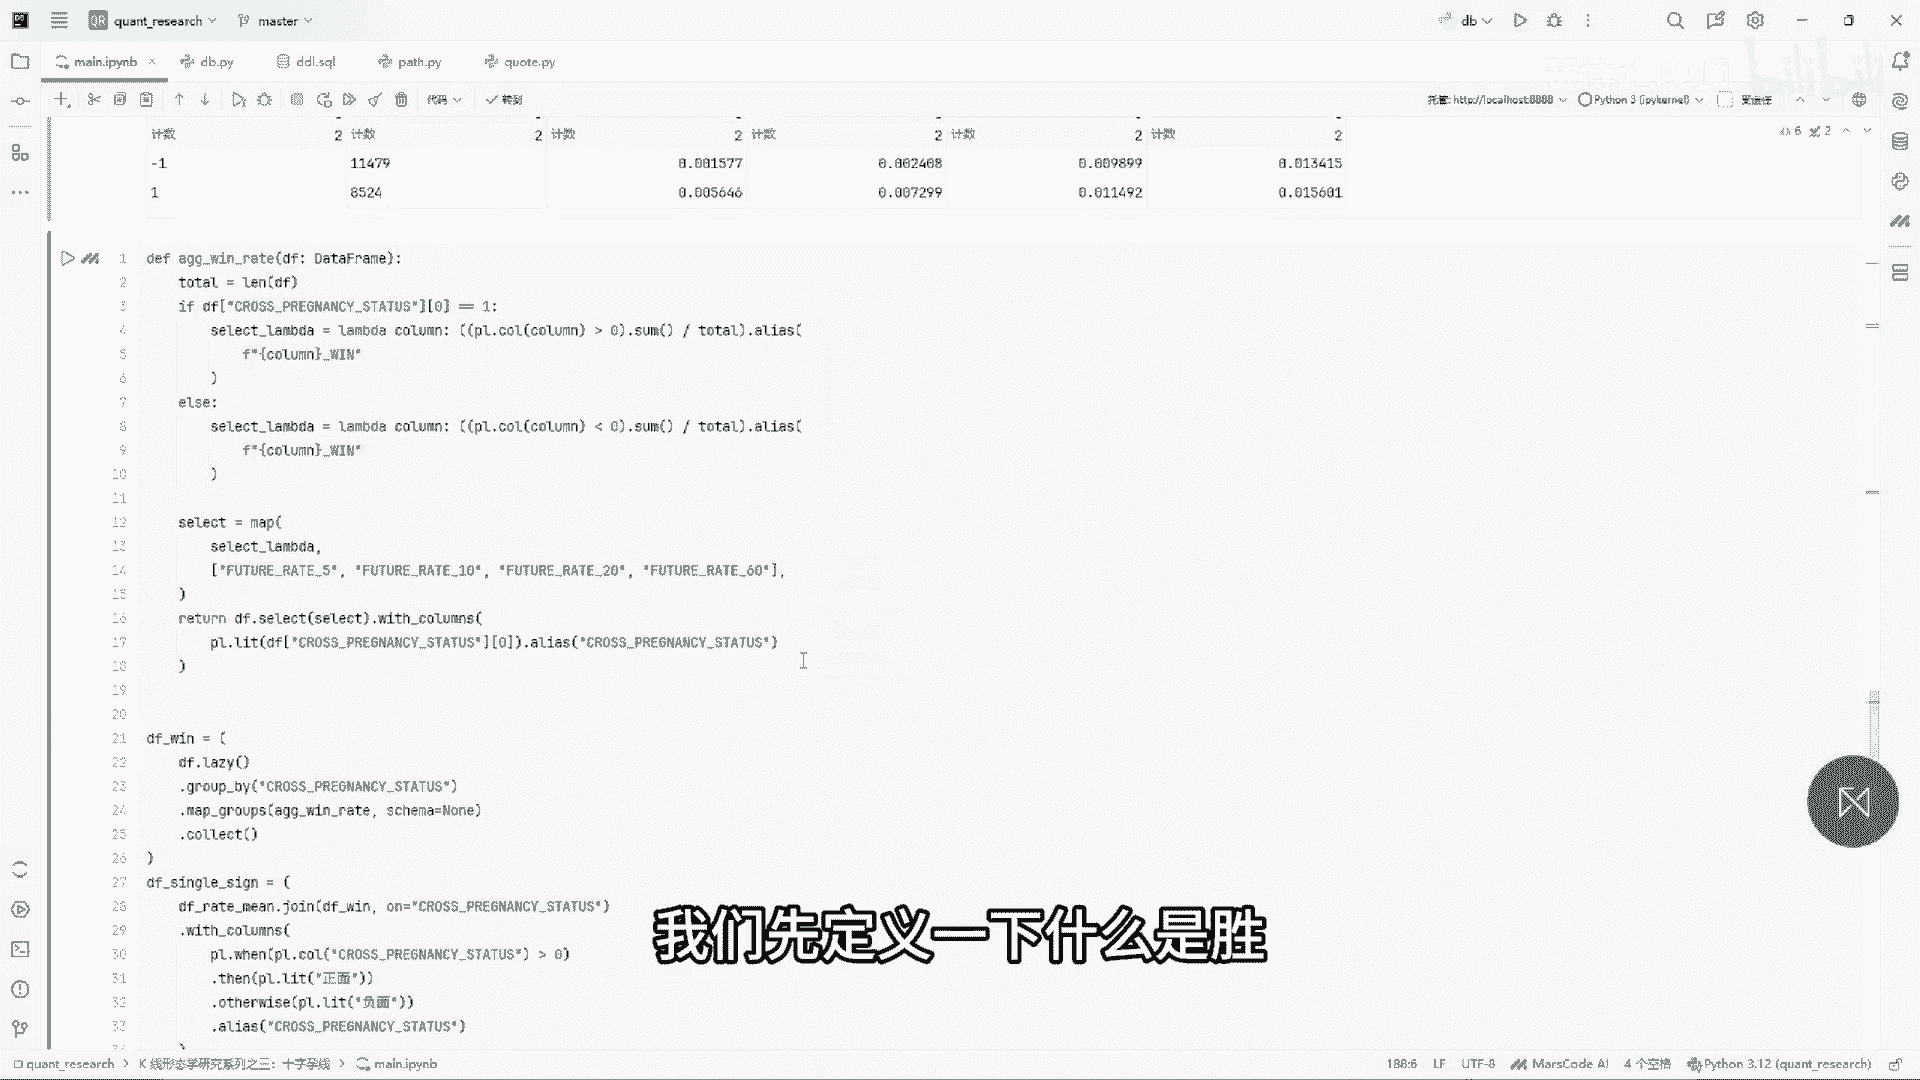 QR quant_research master db
main.ipynb db.py ddl.sql path.py quote.py
代码 转到 托管: http://localhost:8888 Python 3 (ipykernel) 受信任
计数 2 计数 2 计数 2 计数 2 计数 2 计数 2
6 2
-1 11479 0.001577 0.002408 0.009899 0.013415
1 8524 0.005646 0.007299 0.011492 0.015601
1 def agg_win_rate(df: DataFrame):
2 total = len(df)
3 if df["CROSS_PREGNANCY_STATUS"][0] == 1:
4 select_lambda = lambda column: ((pl.col(column) > 0).sum() / total).alias(
5 f"{column}_WIN"
6 )
7 else:
8 select_lambda = lambda column: ((pl.col(column) < 0).sum() / total).alias(
9 f"{column}_WIN"
10 )
11
12 select = map(
13 select_lambda,
14 ["FUTURE_RATE_5", "FUTURE_RATE_10", "FUTURE_RATE_20", "FUTURE_RATE_60"],
15 )
16 return df.select(select).with_columns(
17 pl.lit(df["CROSS_PREGNANCY_STATUS"][0]).alias("CROSS_PREGNANCY_STATUS")
18 )
19
20
21 df_win = (
22 df.lazy()
23 .group_by("CROSS_PREGNANCY_STATUS")
24 .map_groups(agg_win_rate, schema=None)
25 .collect()
26 )
27 df_single_sign = (
28 df_rate_mean.join(df_win, on="CROSS_PREGNANCY_STATUS")
29 .with_columns(
30 pl.when(pl.col("CROSS_PREGNANCY_STATUS") > 0)
31 .then(pl.lit("正面"))
32 .otherwise(pl.lit("负面"))
33 .alias("CROSS_PREGNANCY_STATUS")
我们先定义一下什么是胜
quant_research K 线形态学研究系列之三：十字孕线 main.ipynb 188:6 LF UTF-8 MarsCode AI 4 个空格 Python 3.12 (quant_research)